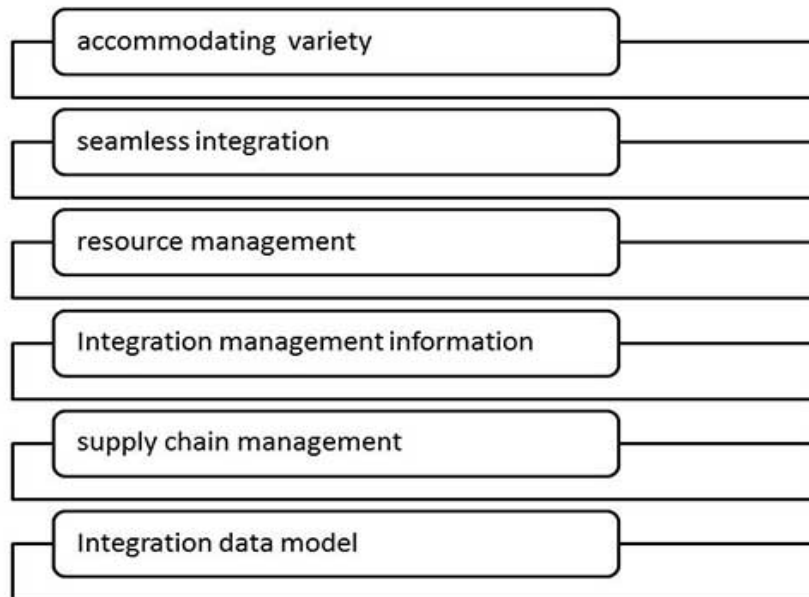 accommodating variety
seamless integration
resource management
Integration management information
supply chain management
Integration data model